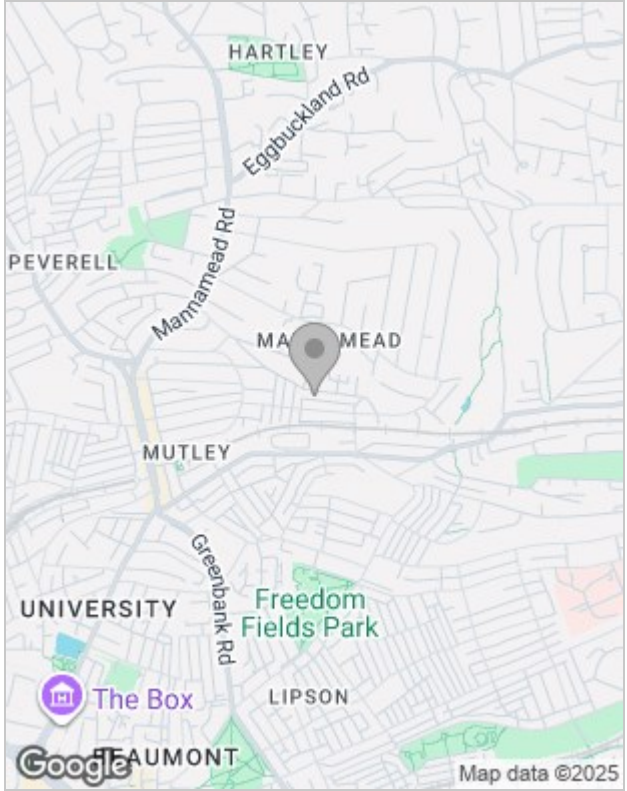 HARTLEY
Eggbuckland Rd
Mannamead Rd
PEVERELL
MA MEAD
MUTLEY
Greenbank Rd
UNIVERSITY
Freedom
Fields Park
The Box
LIPSON
BEAUMONT
Google
Map data ©2025